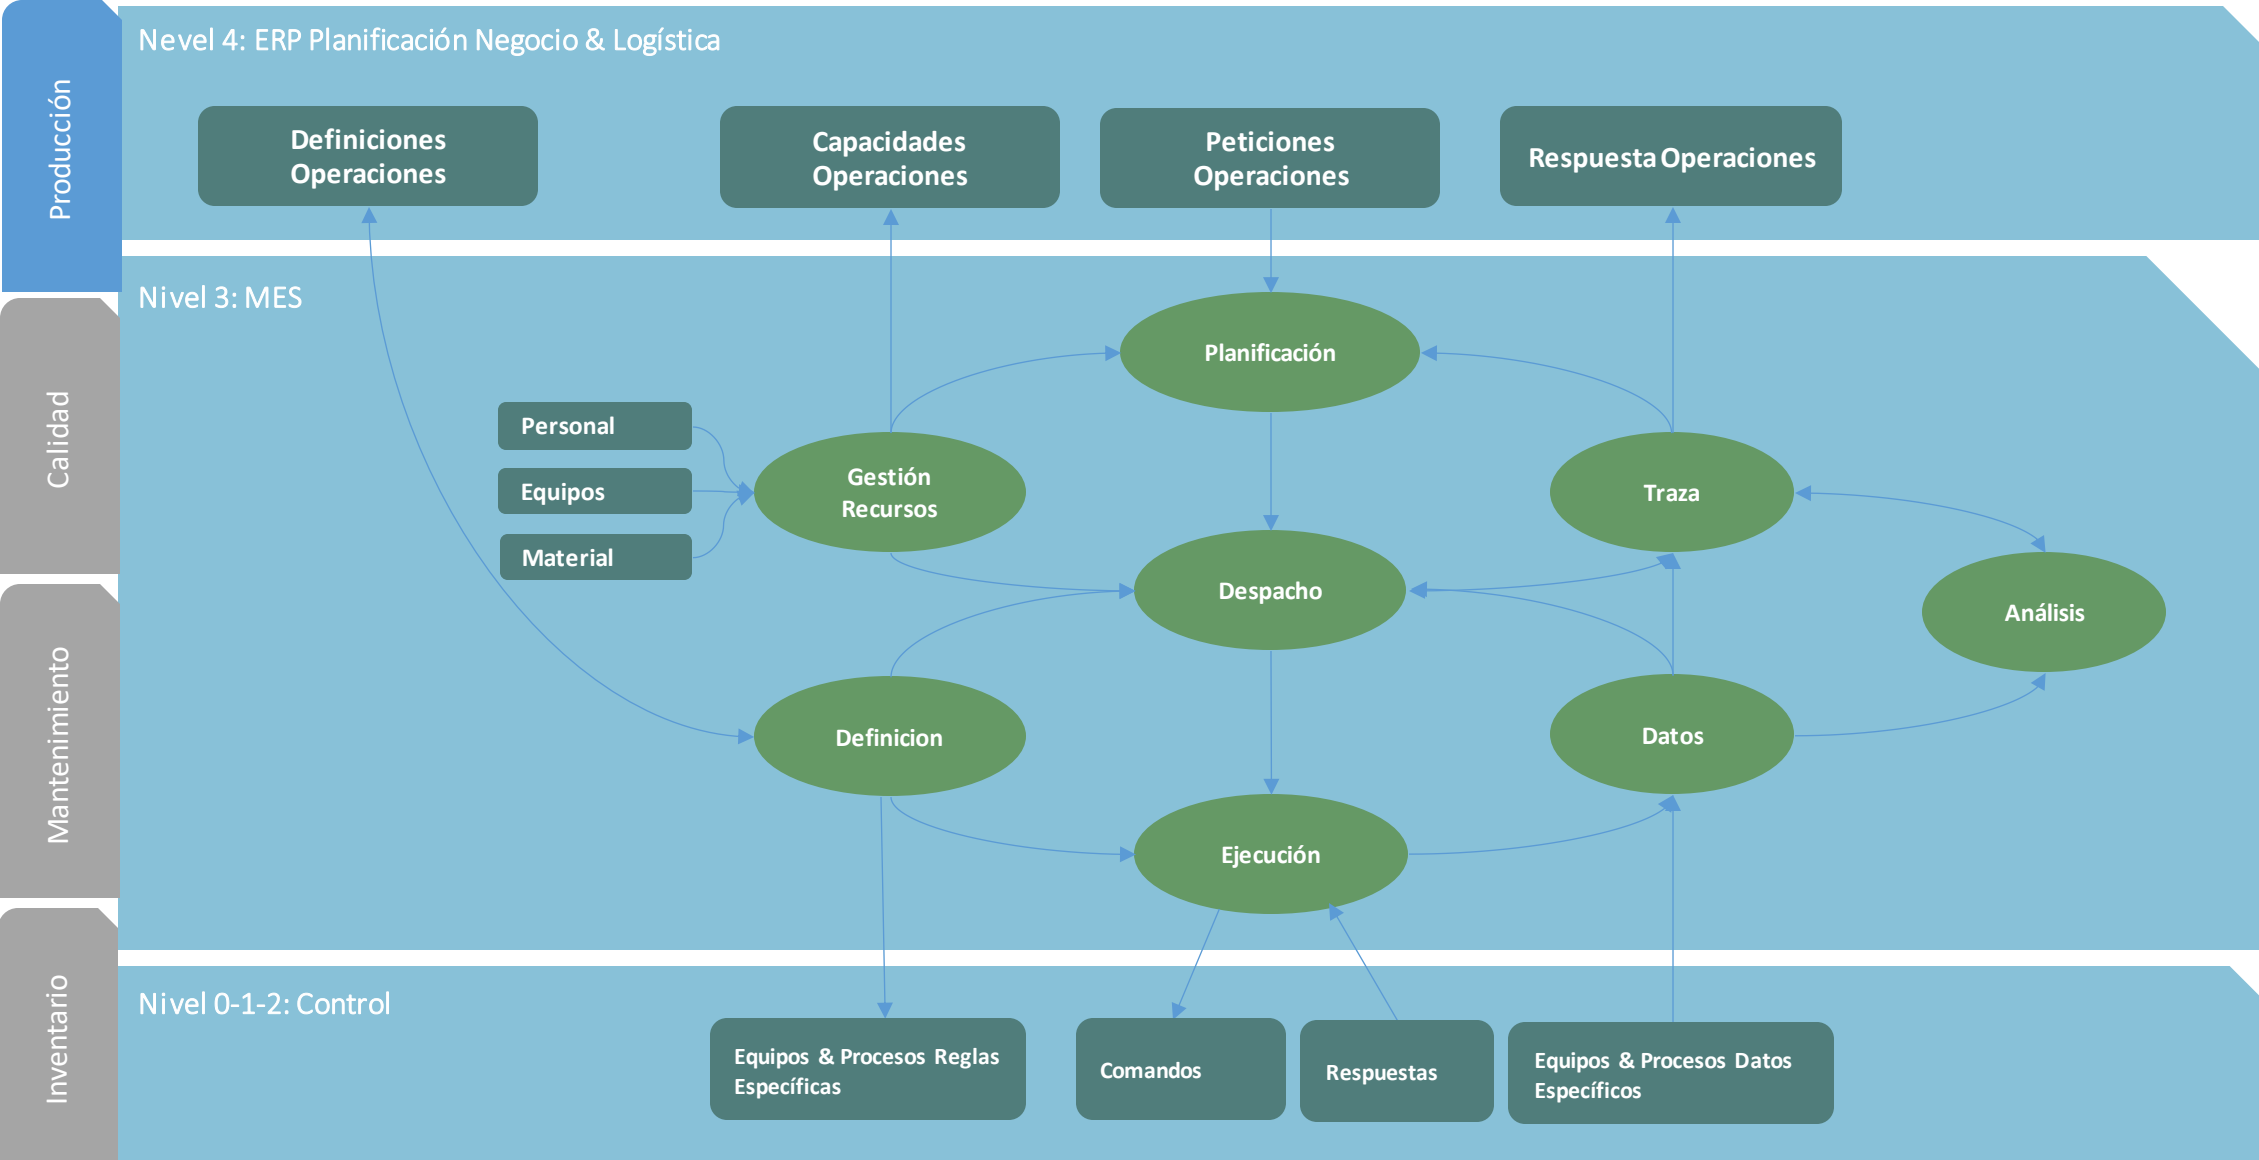 Nevel 4: ERP Planificación Negocio & Logística
Producción
Definiciones
Operaciones
Capacidades
Operaciones
Peticiones
Operaciones
Respuesta Operaciones
Nivel 3: MES
Calidad
Mantenimiento
Planificación
Personal
Equipos
Material
Gestión
Recursos
Traza
Despacho
Análisis
Definicion
Datos
Ejecución
Inventario
Nivel 0-1-2: Control
Equipos & Procesos Reglas
Específicas
Comandos
Respuestas
Equipos & Procesos Datos
Específicos